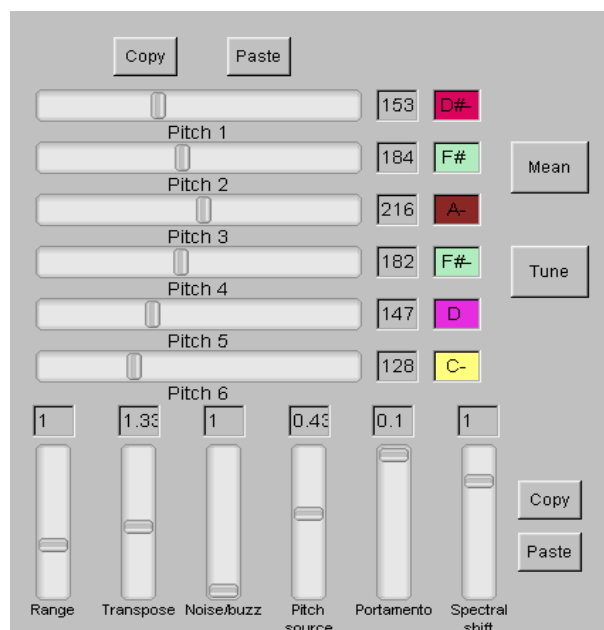 Copy Paste
153 D#-
Pitch 1
184 F#
Mean
Pitch 2
216 A-
Pitch 3
182 F#-
Tune
Pitch 4
147 D
Pitch 5
128 C-
Pitch 6
1 1.33 1 0.43 0.1 1
Copy
Paste
Range Transpose Noise/buzz Pitch source Portamento Spectral shift